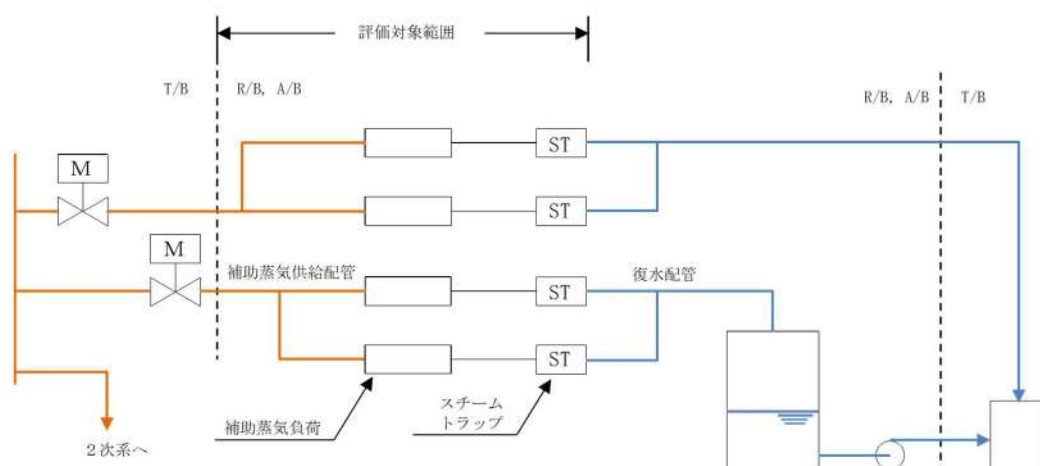 評価対象範囲
T/B
R/B, A/B
R/B, A/B
T/B
M
ST
ST
M
補助蒸気供給配管
復水配管
ST
ST
スチーム
トラップ
補助蒸気負荷
2次系へ